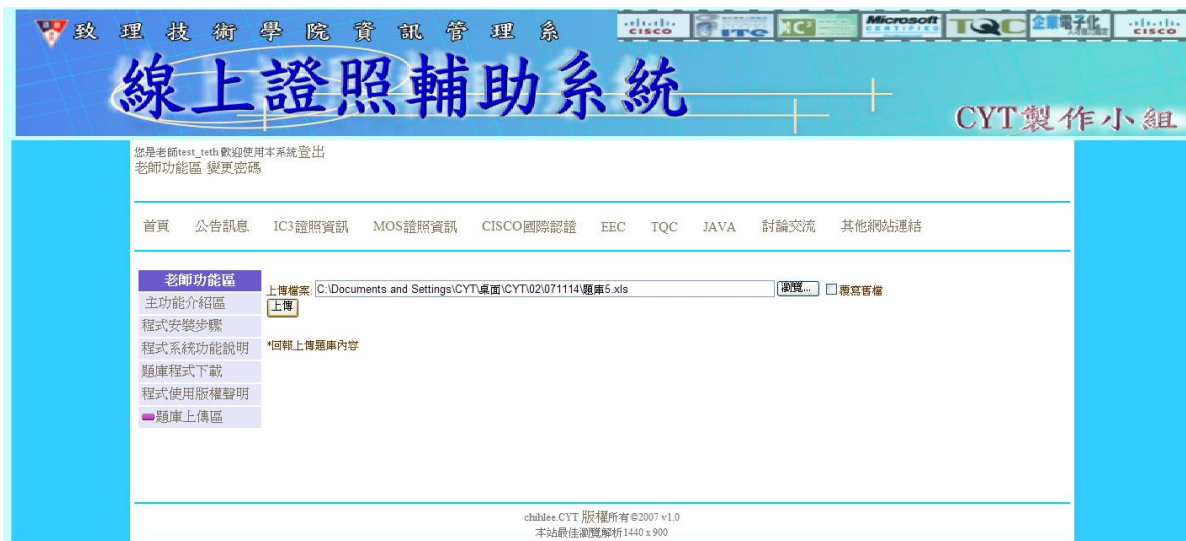 致理技術學院資訊管理系
CISCO ITC IC³ Microsoft CERTIFIED TQC 企業電子化 CISCO
線上證照輔助系統
CYT製作小組
您是老師test_teth 歡迎使用本系統登出
老師功能區 變更密碼
首頁 公告訊息 IC3證照資訊 MOS證照資訊 CISCO國際認證 EEC TQC JAVA 討論交流 其他網站連結
老師功能區
主功能介紹區
程式安裝步驟
程式系統功能說明
題庫程式下載
程式使用版權聲明
題庫上傳區
上傳檔案: C:\Documents and Settings\CYT\桌面\CYT\02\071114\題庫5.xls 瀏覽... 覆寫舊檔
上傳
*回報上傳題庫內容
chihlee.CYT 版權所有©2007 v1.0
本站最佳瀏覽解析1440 x 900